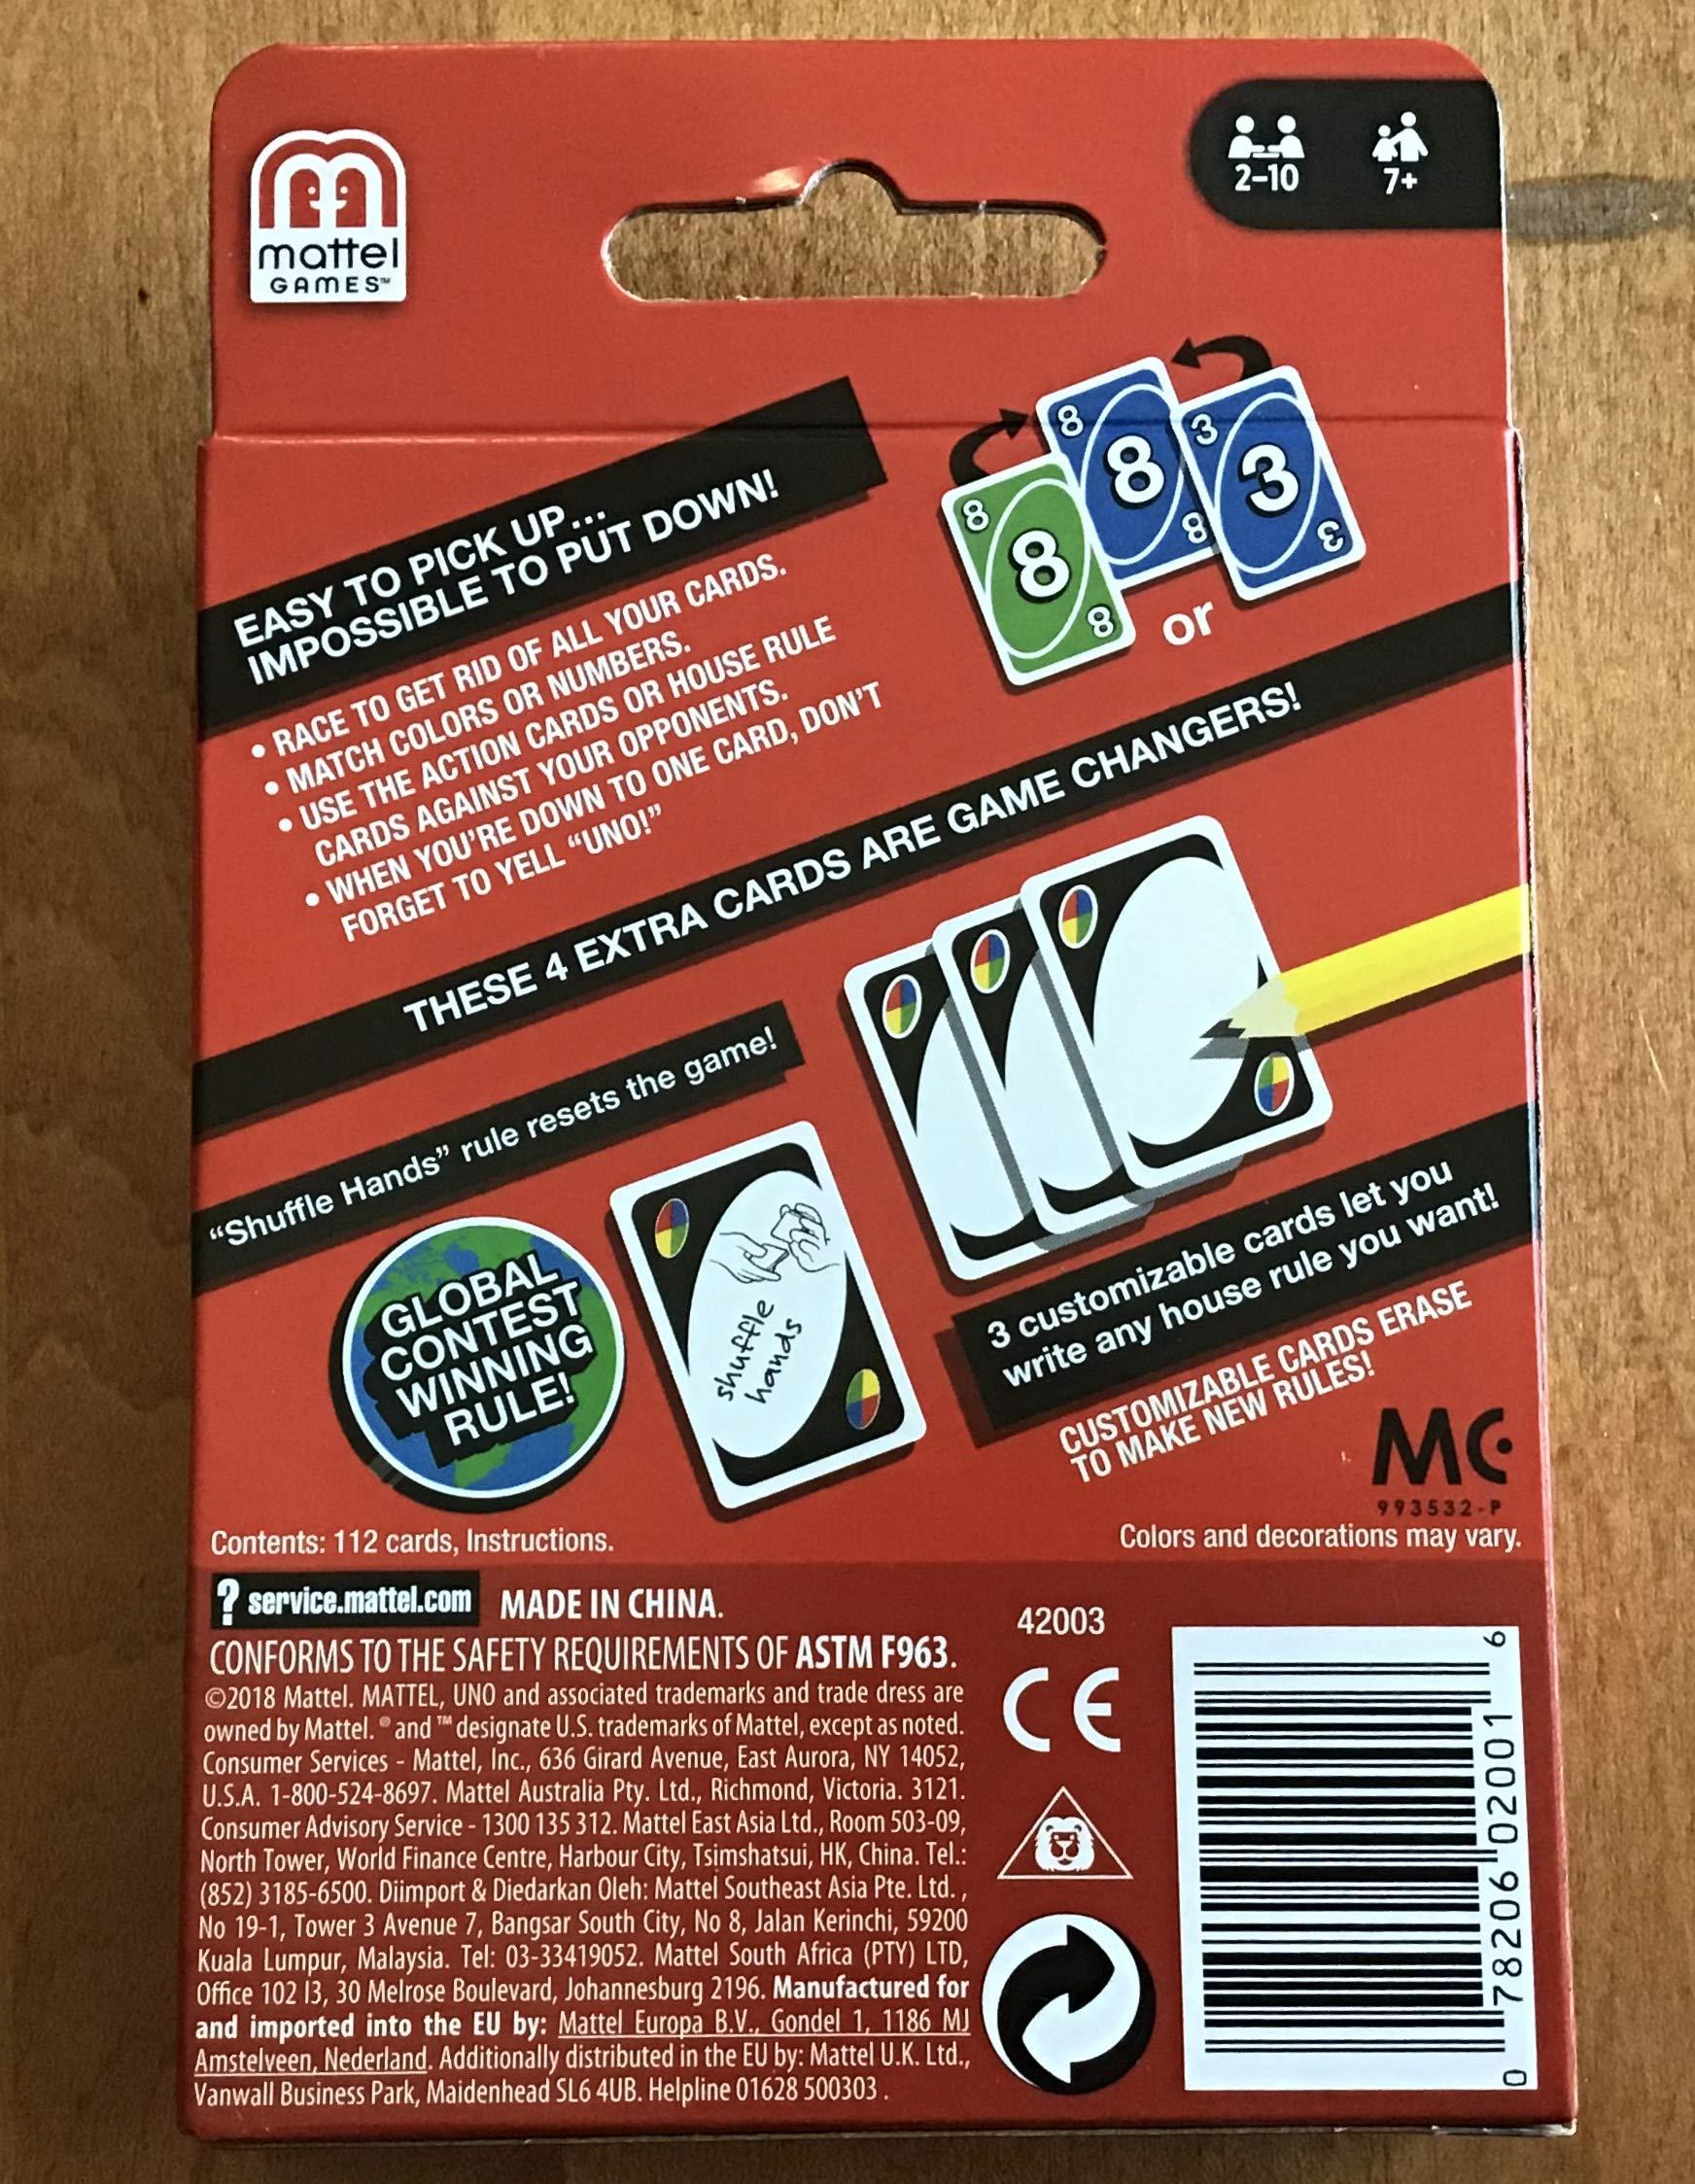 mattel
GAMES™
2-10
7+
8
8
8
8
8
8
3
3
3
or
EASY TO PICK UP...
IMPOSSIBLE TO PUT DOWN!
• RACE TO GET RID OF ALL YOUR CARDS.
• MATCH COLORS OR NUMBERS.
• USE THE ACTION CARDS OR HOUSE RULE
CARDS AGAINST YOUR OPPONENTS.
• WHEN YOU'RE DOWN TO ONE CARD, DON'T
FORGET TO YELL “UNO!”
THESE 4 EXTRA CARDS ARE GAME CHANGERS!
“Shuffle Hands” rule resets the game!
GLOBAL
CONTEST
WINNING
RULE!
shuffle
hands
3 customizable cards let you
write any house rule you want!
CUSTOMIZABLE CARDS ERASE
TO MAKE NEW RULES!
MC
993532-P
Contents: 112 cards, Instructions.
Colors and decorations may vary.
? service.mattel.com MADE IN CHINA.
CONFORMS TO THE SAFETY REQUIREMENTS OF ASTM F963.
©2018 Mattel. MATTEL, UNO and associated trademarks and trade dress are
owned by Mattel. ® and ™ designate U.S. trademarks of Mattel, except as noted.
Consumer Services - Mattel, Inc., 636 Girard Avenue, East Aurora, NY 14052,
U.S.A. 1-800-524-8697. Mattel Australia Pty. Ltd., Richmond, Victoria. 3121.
Consumer Advisory Service - 1300 135 312. Mattel East Asia Ltd., Room 503-09,
North Tower, World Finance Centre, Harbour City, Tsimshatsui, HK, China. Tel.:
(852) 3185-6500. Diimport & Diedarkan Oleh: Mattel Southeast Asia Pte. Ltd. ,
No 19-1, Tower 3 Avenue 7, Bangsar South City, No 8, Jalan Kerinchi, 59200
Kuala Lumpur, Malaysia. Tel: 03-33419052. Mattel South Africa (PTY) LTD,
Office 102 I3, 30 Melrose Boulevard, Johannesburg 2196. Manufactured for
and imported into the EU by: Mattel Europa B.V., Gondel 1, 1186 MJ
Amstelveen, Nederland. Additionally distributed in the EU by: Mattel U.K. Ltd.,
Vanwall Business Park, Maidenhead SL6 4UB. Helpline 01628 500303 .
42003
CE
0 78206 02001 6